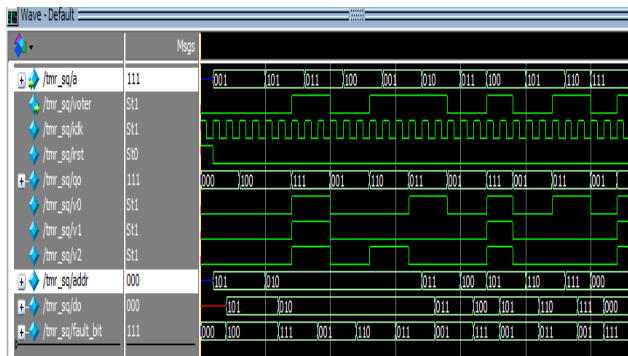 Wave - Default
Msgs
/tmr_sq/a 111 001 101 011 100 001 010 011 100 101 110 111
/tmr_sq/voter St1
/tmr_sq/clk St1
/tmr_sq/rst St0
/tmr_sq/qo 111 000 100 111 001 110 011 001 111 001 011 001
/tmr_sq/v0 St1
/tmr_sq/v1 St1
/tmr_sq/v2 St1
/tmr_sq/addr 000 101 010 011 100 101 110 111 000
/tmr_sq/do 000 101 010 011 100 101 110 111 000
/tmr_sq/fault_bit 111 000 100 111 001 110 011 001 111 001 011 001 111